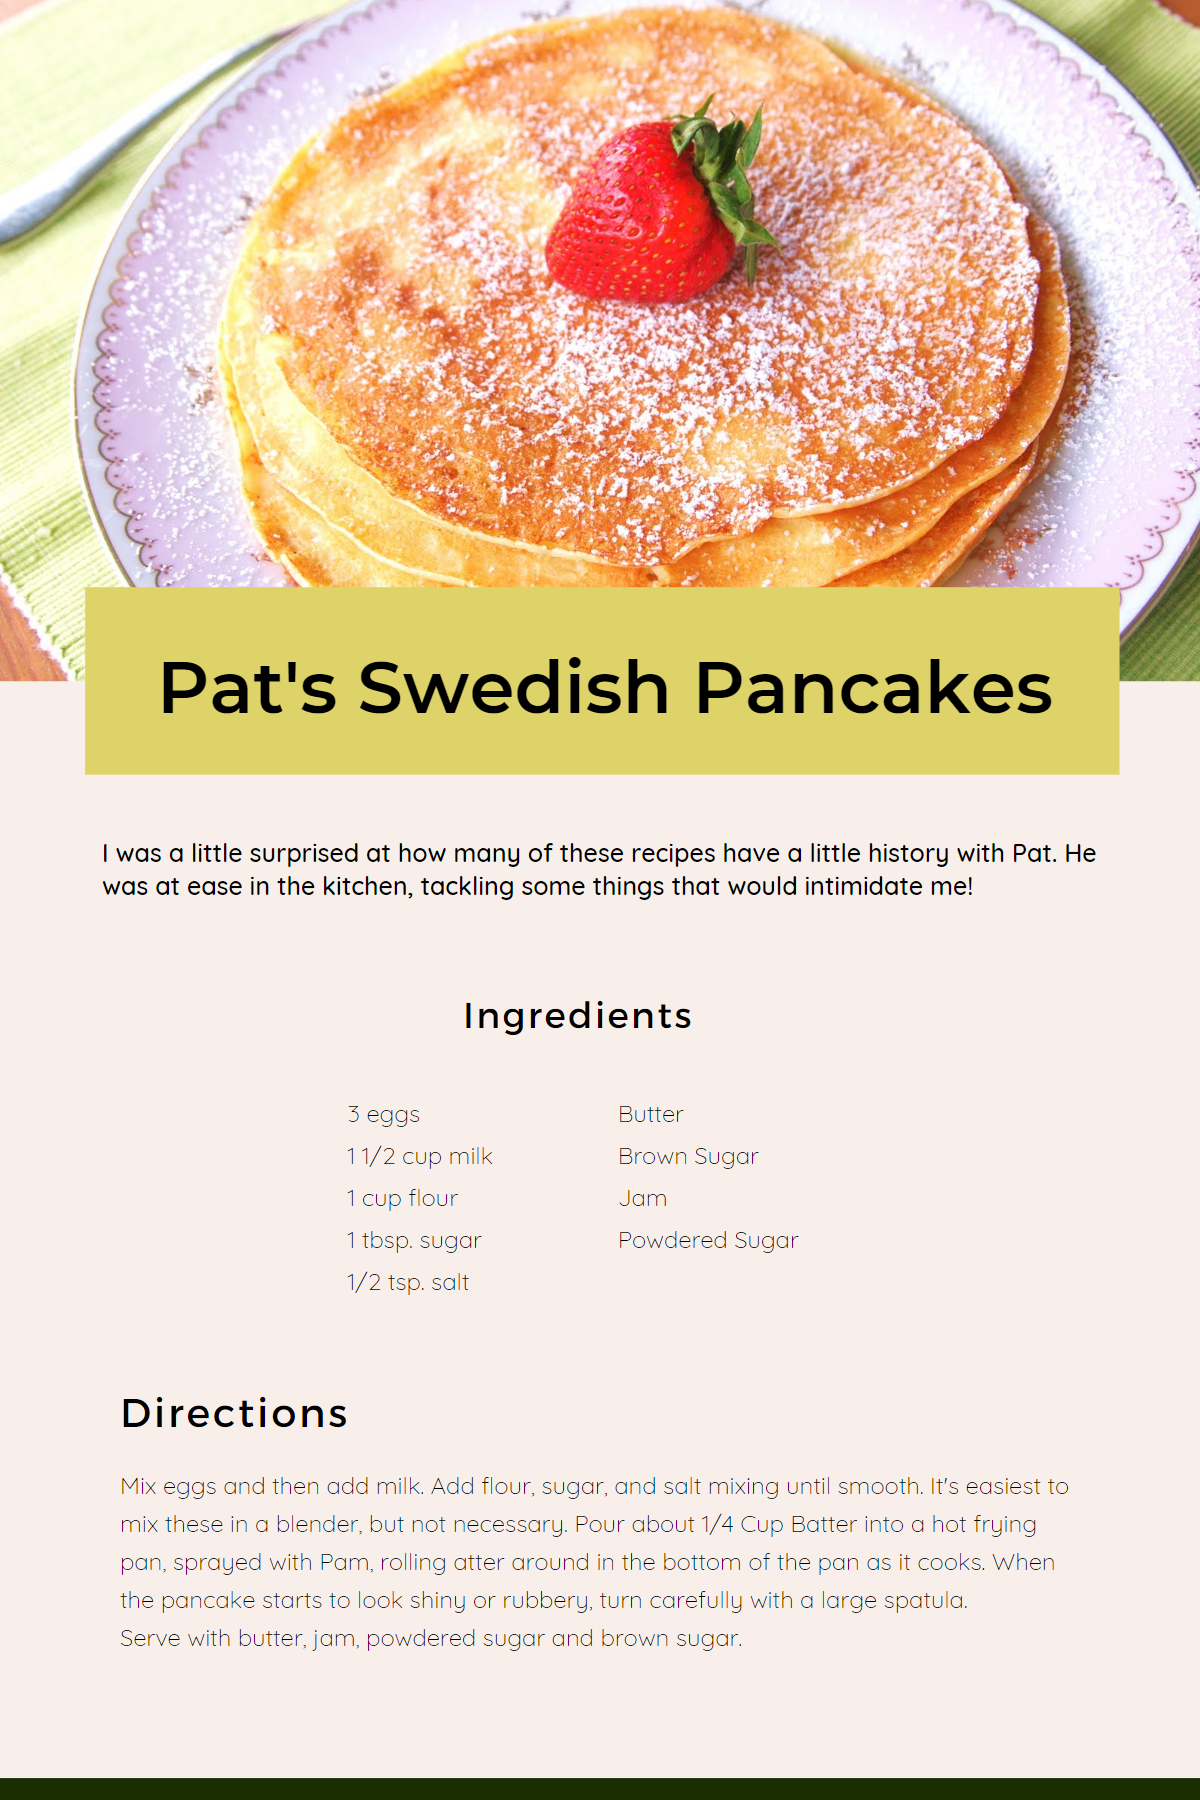 Pat's Swedish Pancakes
I was a little surprised at how many of these recipes have a little history with Pat. He
was at ease in the kitchen, tackling some things that would intimidate me!
Ingredients
3 eggs
1 1/2 cup milk
1 cup flour
1 tbsp. sugar
1/2 tsp. salt
Butter
Brown Sugar
Jam
Powdered Sugar
Directions
Mix eggs and then add milk. Add flour, sugar, and salt mixing until smooth. It's easiest to
mix these in a blender, but not necessary. Pour about 1/4 Cup Batter into a hot frying
pan, sprayed with Pam, rolling atter around in the bottom of the pan as it cooks. When
the pancake starts to look shiny or rubbery, turn carefully with a large spatula.
Serve with butter, jam, powdered sugar and brown sugar.